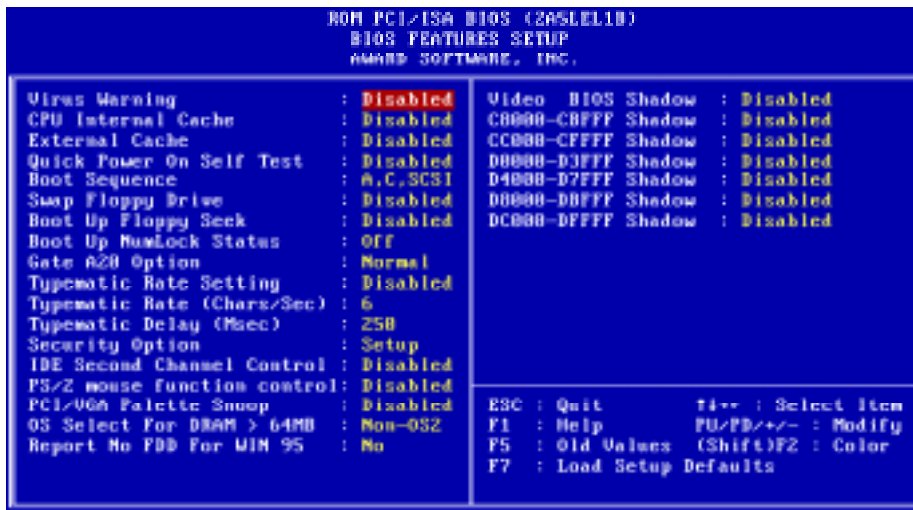 ROM PCI/ISA BIOS (2A5LEL1B)
BIOS FEATURES SETUP
AWARD SOFTWARE, INC.
Virus Warning : Disabled
CPU Internal Cache : Disabled
External Cache : Disabled
Quick Power On Self Test : Disabled
Boot Sequence : A,C,SCSI
Swap Floppy Drive : Disabled
Boot Up Floppy Seek : Disabled
Boot Up NumLock Status : Off
Gate A20 Option : Normal
Typematic Rate Setting : Disabled
Typematic Rate (Chars/Sec) : 6
Typematic Delay (Msec) : 250
Security Option : Setup
IDE Second Channel Control : Disabled
PS/2 mouse function control: Disabled
PCI/VGA Palette Snoop : Disabled
OS Select For DRAM > 64MB : Non-OS2
Report No FDD For WIN 95 : No
Video BIOS Shadow : Disabled
C8000-CBFFF Shadow : Disabled
CC000-CFFFF Shadow : Disabled
D0000-D3FFF Shadow : Disabled
D4000-D7FFF Shadow : Disabled
D8000-DBFFF Shadow : Disabled
DC000-DFFFF Shadow : Disabled
ESC : Quit ↑↓→← : Select Item
F1 : Help PU/PD/+/- : Modify
F5 : Old Values (Shift)F2 : Color
F7 : Load Setup Defaults